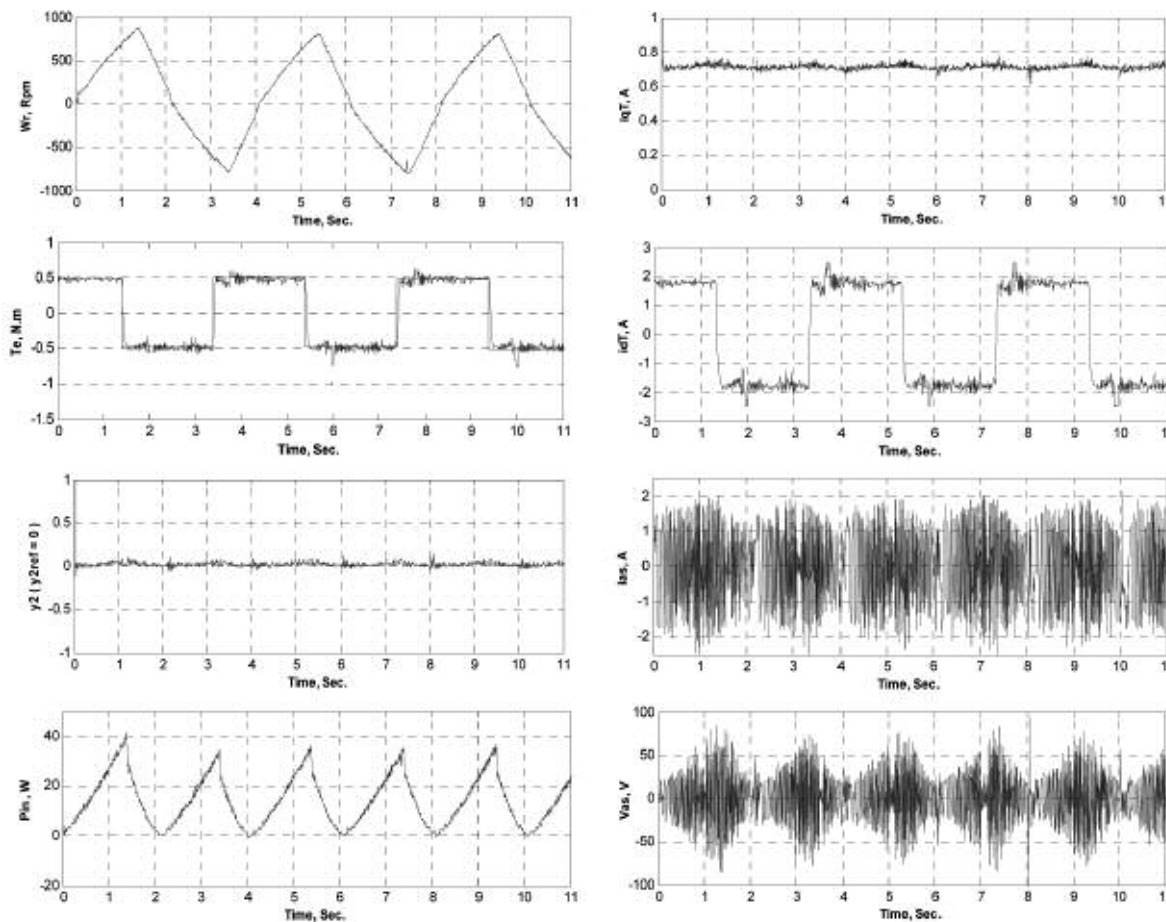 1000
500
0
-500
-1000
Wr, Rpm
0 1 2 3 4 5 6 7 8 9 10 11
Time, Sec.
1
0.8
0.6
0.4
0.2
0
iqT, A
0 1 2 3 4 5 6 7 8 9 10 11
Time, Sec.
1
0.5
0
-0.5
-1
-1.5
Te, N.m
0 1 2 3 4 5 6 7 8 9 10 11
Time, Sec.
3
2
1
0
-1
-2
-3
idT, A
0 1 2 3 4 5 6 7 8 9 10 11
Time, Sec.
1
0.5
0
-0.5
-1
y2 ( y2ref = 0 )
0 1 2 3 4 5 6 7 8 9 10 11
Time, Sec.
2
1
0
-1
-2
Ias, A
0 1 2 3 4 5 6 7 8 9 10 11
Time, Sec.
40
20
0
-20
Pin, W
0 1 2 3 4 5 6 7 8 9 10 11
Time, Sec.
100
50
0
-50
-100
Vas, V
0 1 2 3 4 5 6 7 8 9 10 11
Time, Sec.